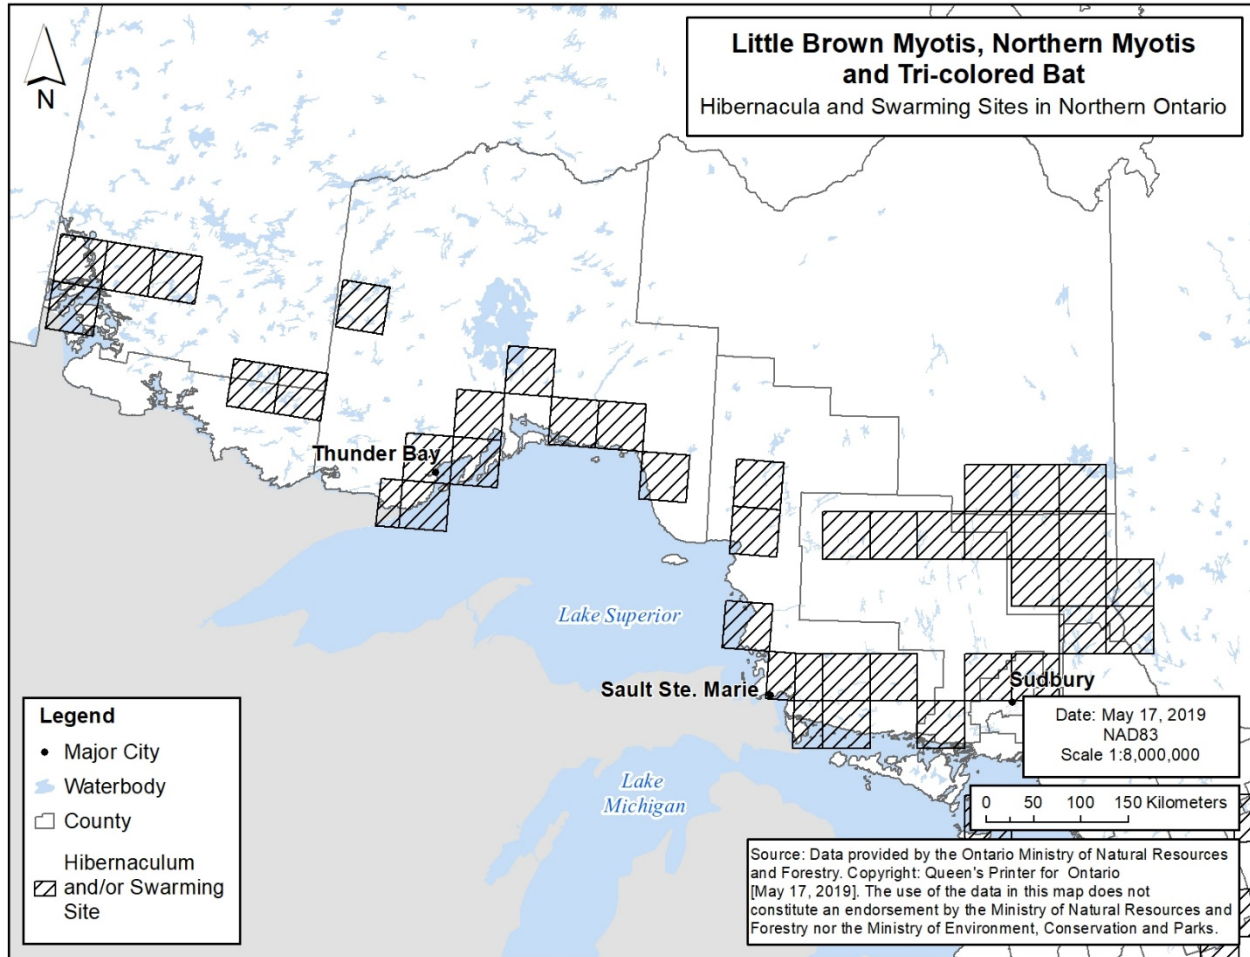 Little Brown Myotis, Northern Myotis
and Tri-colored Bat
Hibernacula and Swarming Sites in Northern Ontario
N
Thunder Bay
Lake Superior
Sault Ste. Marie
Sudbury
Lake
Michigan
Legend
Major City
Waterbody
County
Hibernaculum
and/or Swarming
Site
Date: May 17, 2019
NAD83
Scale 1:8,000,000
0 50 100 150 Kilometers
Source: Data provided by the Ontario Ministry of Natural Resources
and Forestry. Copyright: Queen's Printer for Ontario
[May 17, 2019]. The use of the data in this map does not
constitute an endorsement by the Ministry of Natural Resources and
Forestry nor the Ministry of Environment, Conservation and Parks.